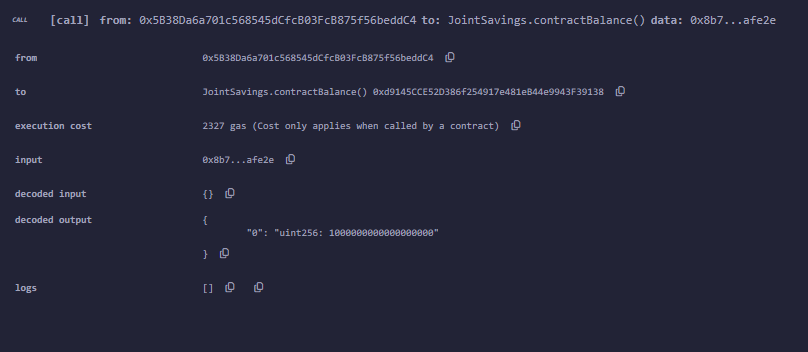 CALL [call] from: 0x5B38Da6a701c568545dCfcB03FcB875f56beddC4 to: JointSavings.contractBalance() data: 0x8b7...afe2e
from 0x5B38Da6a701c568545dCfcB03FcB875f56beddC4
to JointSavings.contractBalance() 0xd9145CCE52D386f254917e481eB44e9943F39138
execution cost 2327 gas (Cost only applies when called by a contract)
input 0x8b7...afe2e
decoded input {}
decoded output {
"0": "uint256: 1000000000000000000"
}
logs []